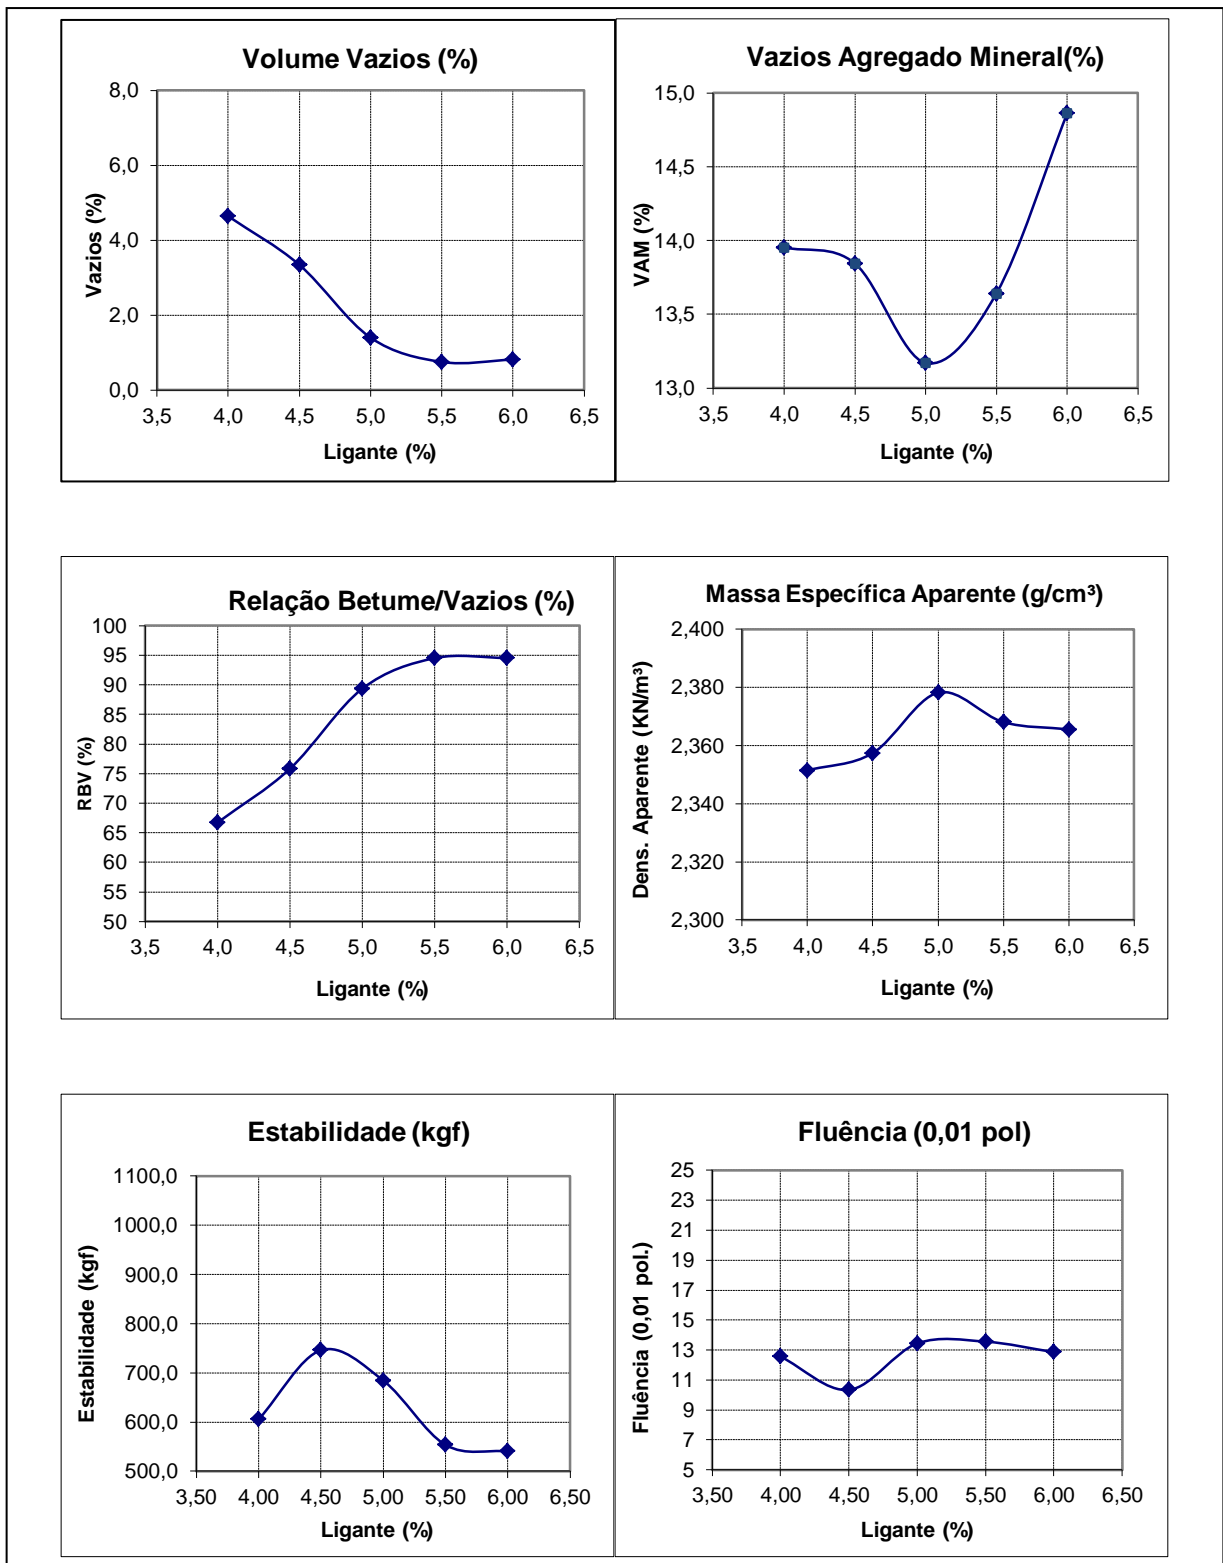 Volume Vazios (%)
8,0
6,0
4,0
2,0
0,0
Vazios (%)
3,5 4,0 4,5 5,0 5,5 6,0 6,5
Ligante (%)
Vazios Agregado Mineral(%)
15,0
14,5
14,0
13,5
13,0
VAM (%)
3,5 4,0 4,5 5,0 5,5 6,0 6,5
Ligante (%)
Relação Betume/Vazios (%)
100
95
90
85
80
75
70
65
60
55
50
RBV (%)
3,5 4,0 4,5 5,0 5,5 6,0 6,5
Ligante (%)
Massa Específica Aparente (g/cm³)
2,400
2,380
2,360
2,340
2,320
2,300
Dens. Aparente (KN/m³)
3,5 4,0 4,5 5,0 5,5 6,0 6,5
Ligante (%)
Estabilidade (kgf)
1100,0
1000,0
900,0
800,0
700,0
600,0
500,0
Estabilidade (kgf)
3,50 4,00 4,50 5,00 5,50 6,00 6,50
Ligante (%)
Fluência (0,01 pol)
25
23
21
19
17
15
13
11
9
7
5
Fluência (0,01 pol.)
3,50 4,00 4,50 5,00 5,50 6,00 6,50
Ligante (%)